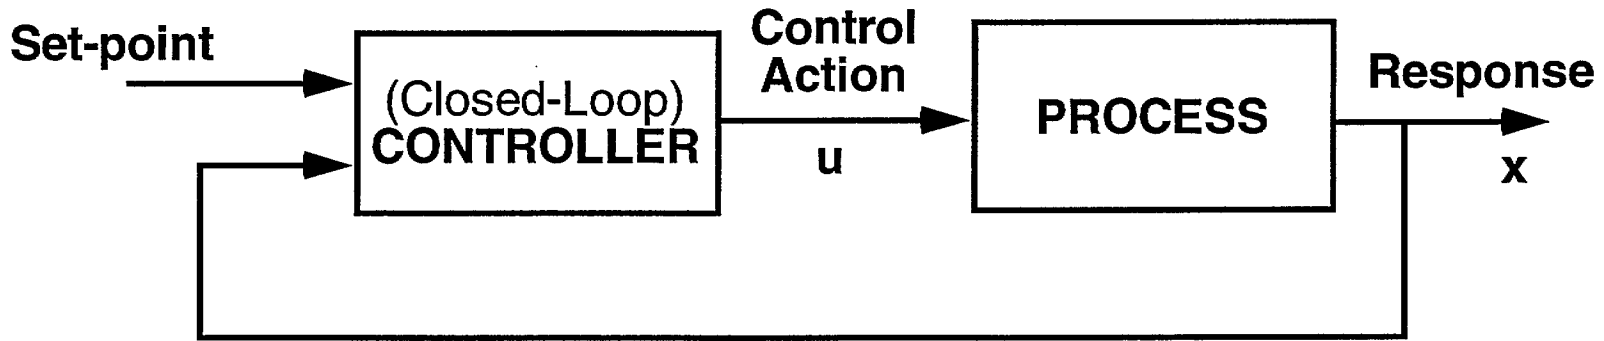 Set-point
(Closed-Loop)
CONTROLLER
Control
Action
u
PROCESS
Response
x